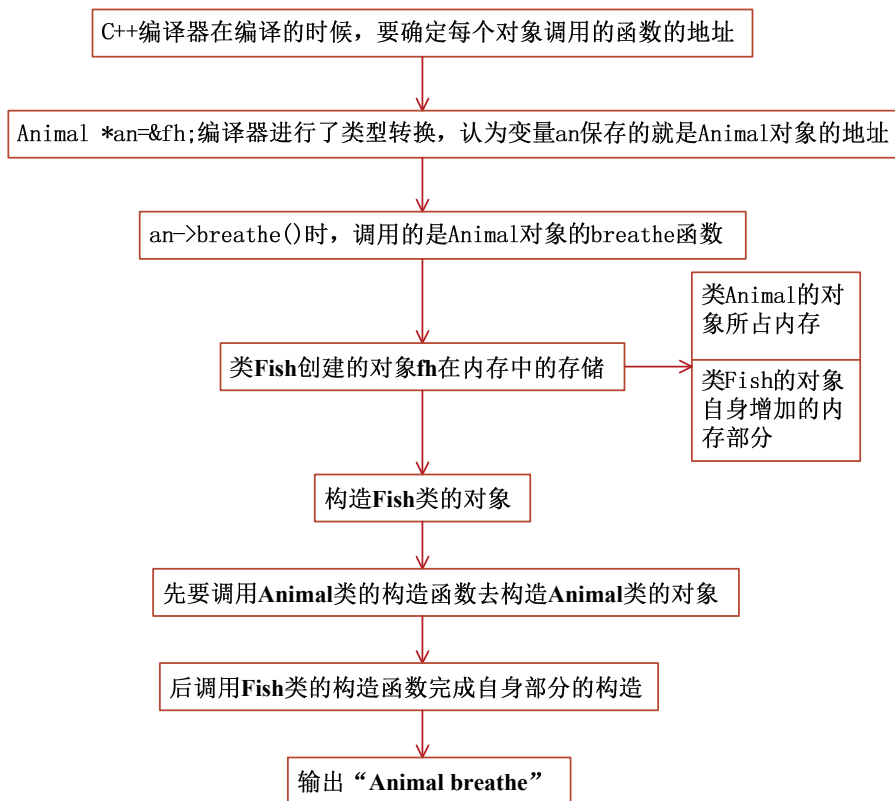 C++编译器在编译的时候，要确定每个对象调用的函数的地址
Animal *an=&fh;编译器进行了类型转换，认为变量an保存的就是Animal对象的地址
an->breathe()时，调用的是Animal对象的breathe函数
类Animal的对
象所占内存
类Fish创建的对象fh在内存中的存储
类Fish的对象
自身增加的内
存部分
构造Fish类的对象
先要调用Animal类的构造函数去构造Animal类的对象
后调用Fish类的构造函数完成自身部分的构造
输出“Animal breathe”